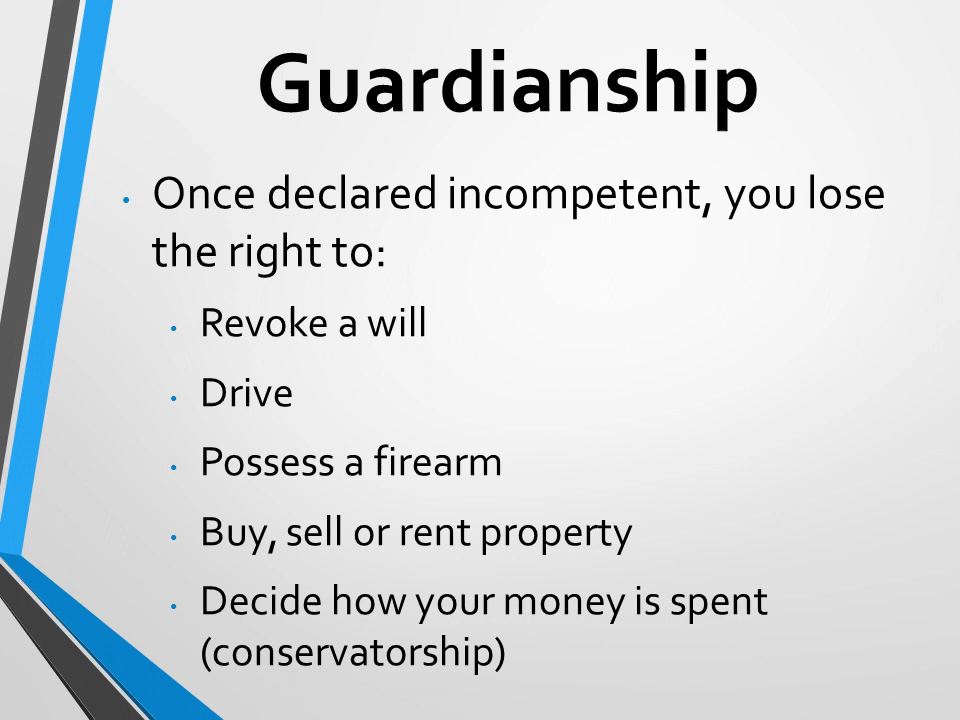 Guardianship
• Once declared incompetent, you lose
the right to:
• Revoke a will
• Drive
• Possess a firearm
• Buy, sell or rent property
• Decide how your money is spent
(conservatorship)